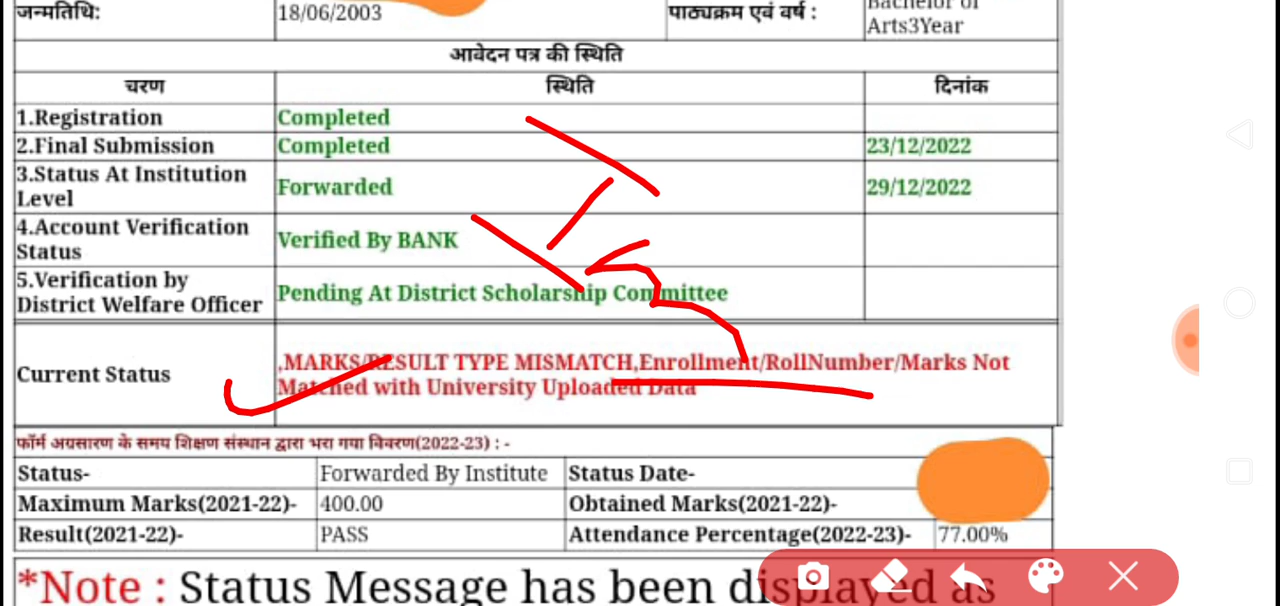 जन्मतिथि: 18/06/2003 पाठ्यक्रम एवं वर्ष : Bachelor of
Arts3Year
आवेदन पत्र की स्थिति
चरण स्थिति दिनांक
1.Registration Completed
2.Final Submission Completed 23/12/2022
3.Status At Institution
Level Forwarded 29/12/2022
4.Account Verification
Status Verified By BANK
5.Verification by
District Welfare Officer Pending At District Scholarship Committee
Current Status ,MARKS/RESULT TYPE MISMATCH,Enrollment/RollNumber/Marks Not
Matched with University Uploaded Data
फॉर्म अग्रसारण के समय शिक्षण संस्थान द्वारा भरा गया विवरण(2022-23) : -
Status- Forwarded By Institute Status Date-
Maximum Marks(2021-22)- 400.00 Obtained Marks(2021-22)-
Result(2021-22)- PASS Attendance Percentage(2022-23)- 77.00%
*Note : Status Message has been displayed as